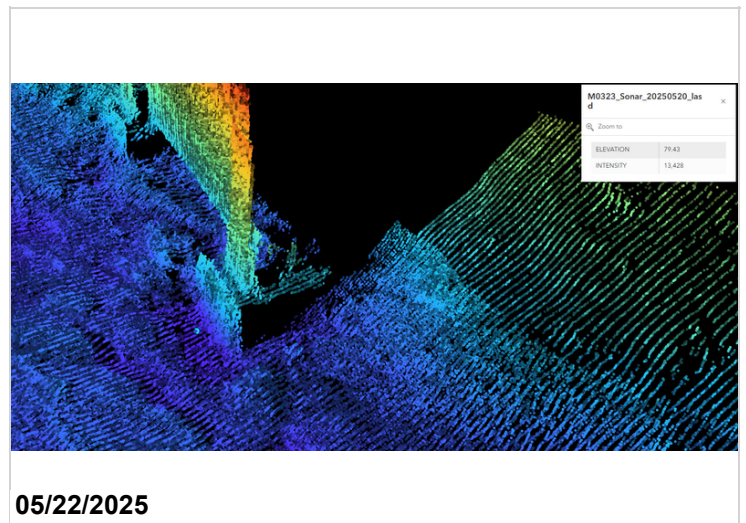 M0323_Sonar_20250520_las
d
×
Zoom to
ELEVATION 79.43
INTENSITY 13,428
05/22/2025